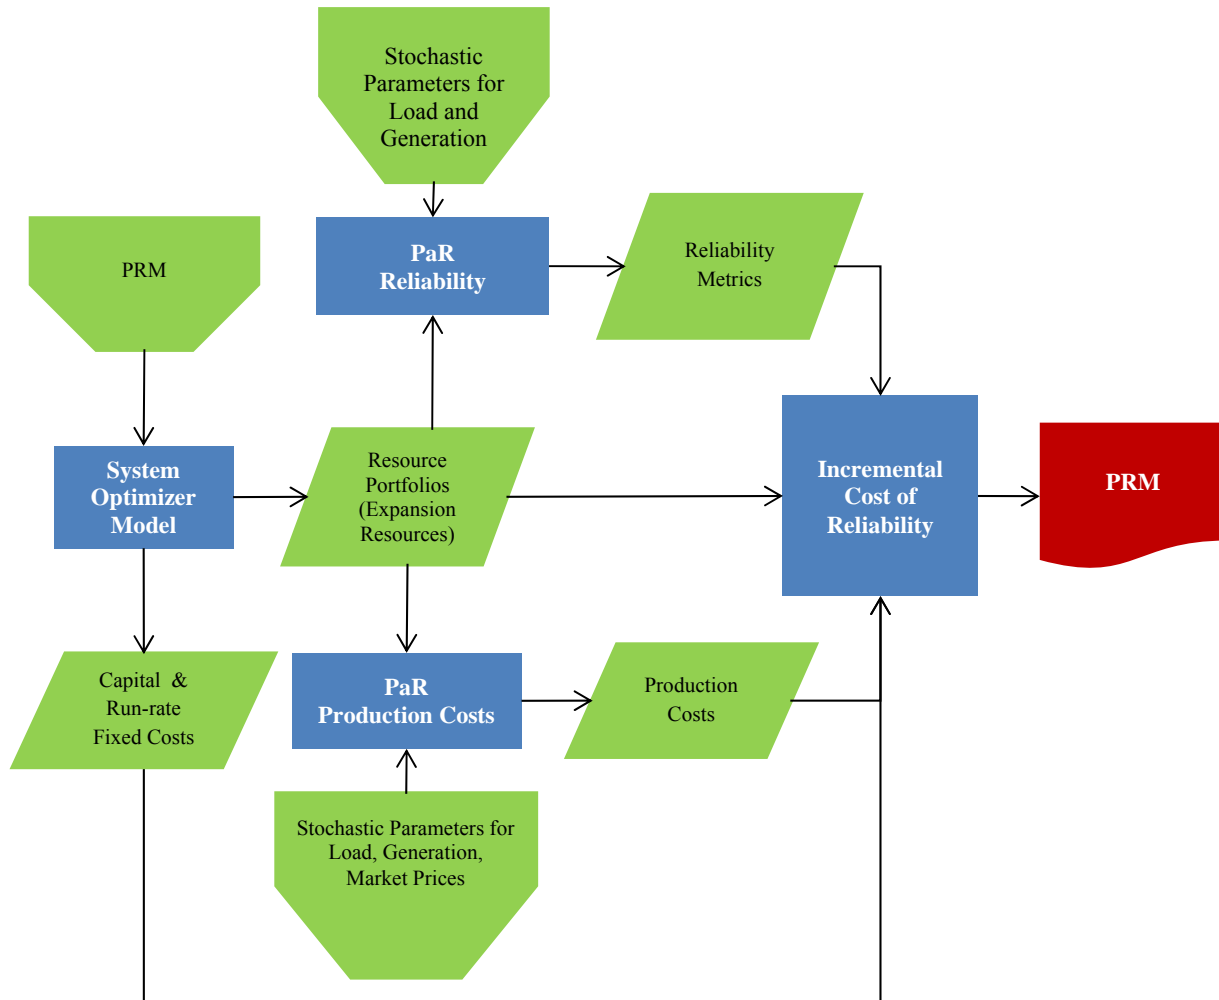 Stochastic
Parameters for
Load and
Generation
PRM
PaR
Reliability
Reliability
Metrics
System
Optimizer
Model
Resource
Portfolios
(Expansion
Resources)
Incremental
Cost of
Reliability
PRM
Capital &
Run-rate
Fixed Costs
PaR
Production Costs
Production
Costs
Stochastic Parameters for
Load, Generation,
Market Prices